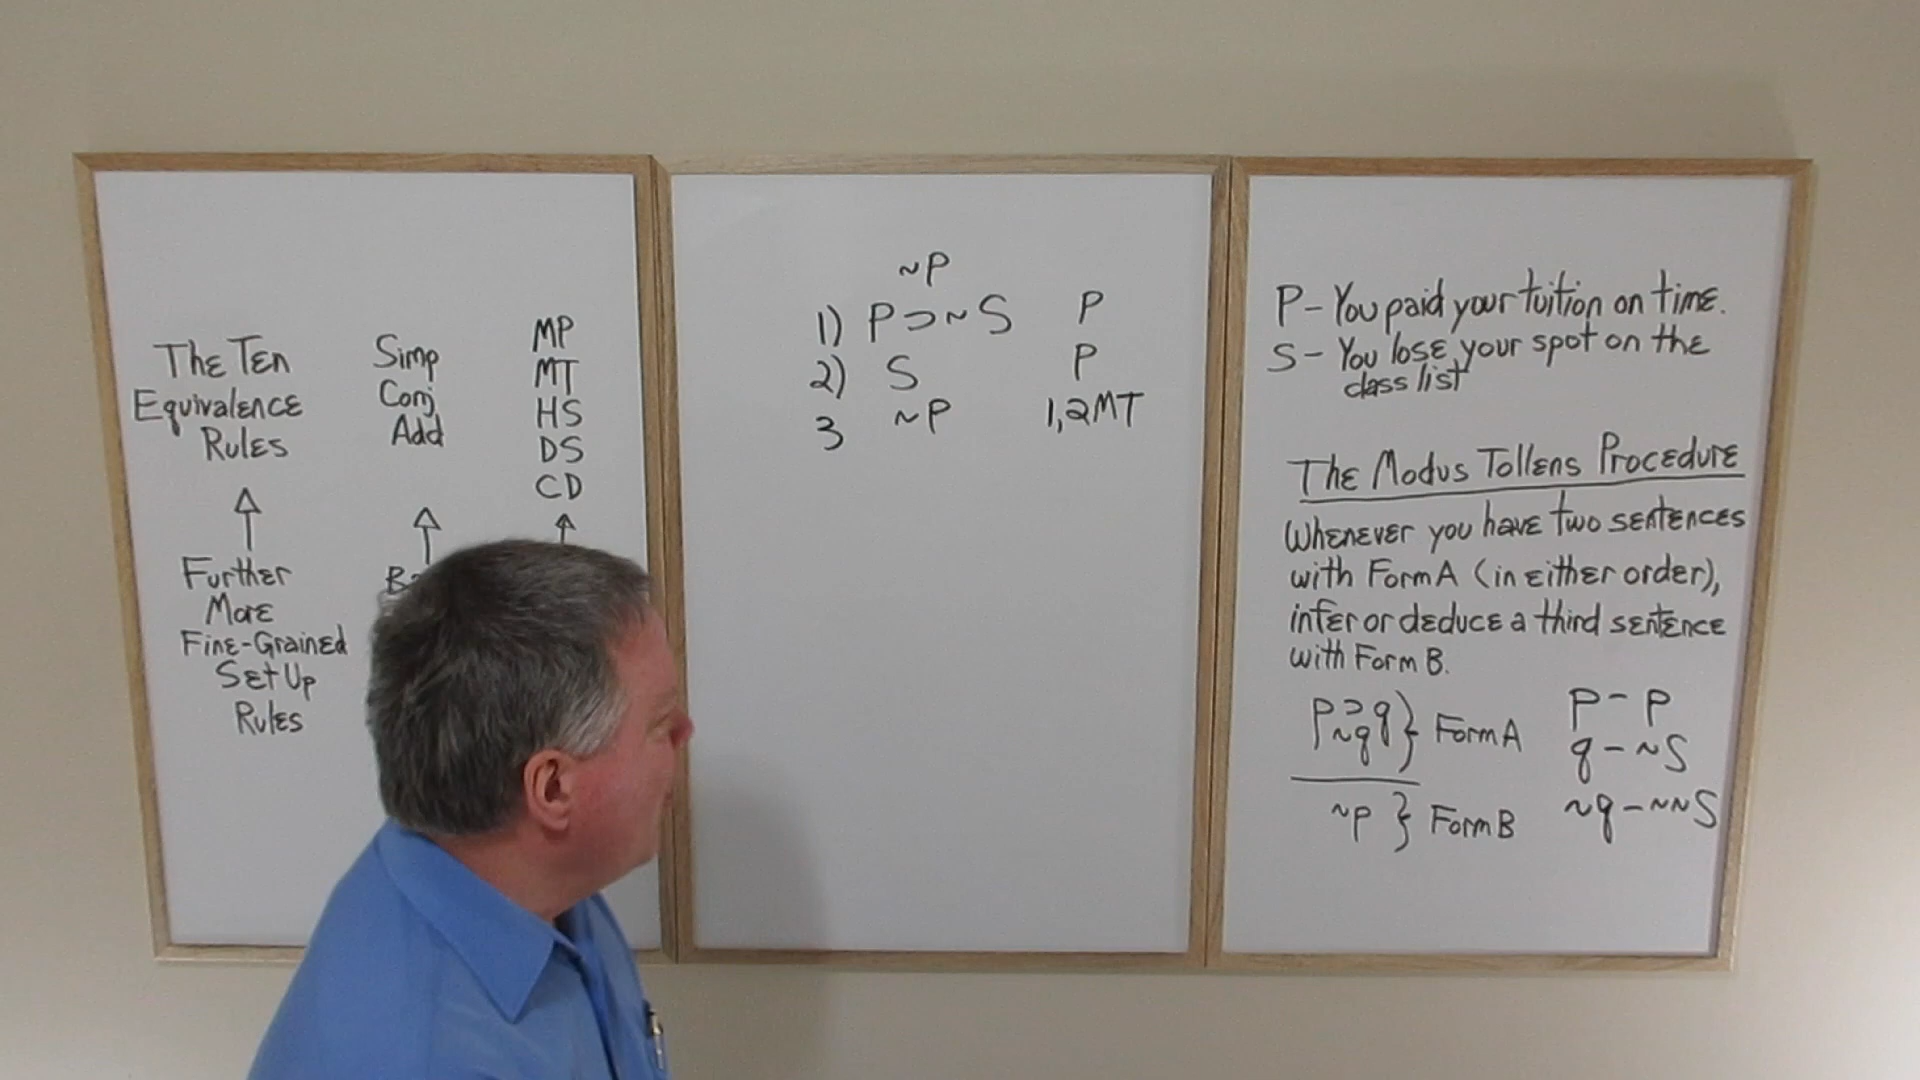 The Ten
Equivalence
Rules
Further
More
Fine-Grained
Set Up
Rules
Simp
Conj
Add
MP
MT
HS
DS
CD
~P
1) P⊃~S P
2) S P
3 ~P 1,2MT
P - You paid your tuition on time.
S - You lose your spot on the
class list
The Modus Tollens Procedure
Whenever you have two sentences
with Form A (in either order),
infer or deduce a third sentence
with Form B.
p⊃q
~q } Form A
~p } Form B
p - P
q - ~S
~q - ~~S